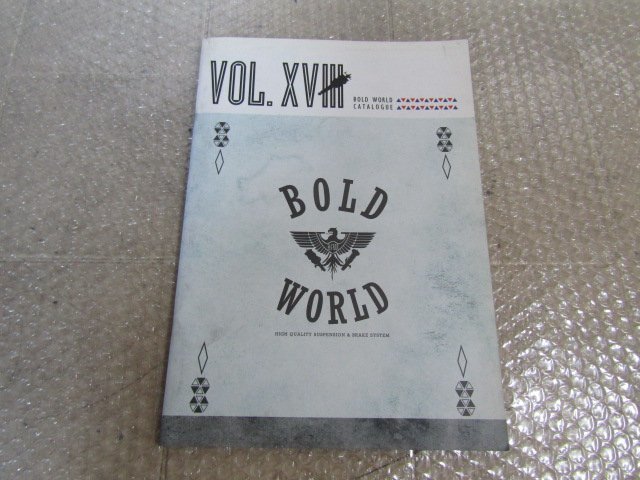 VOL. XVIII
BOLD WORLD
CATALOGUE
BOLD
WORLD
HIGH QUALITY SUSPENSION & BRAKE SYSTEM